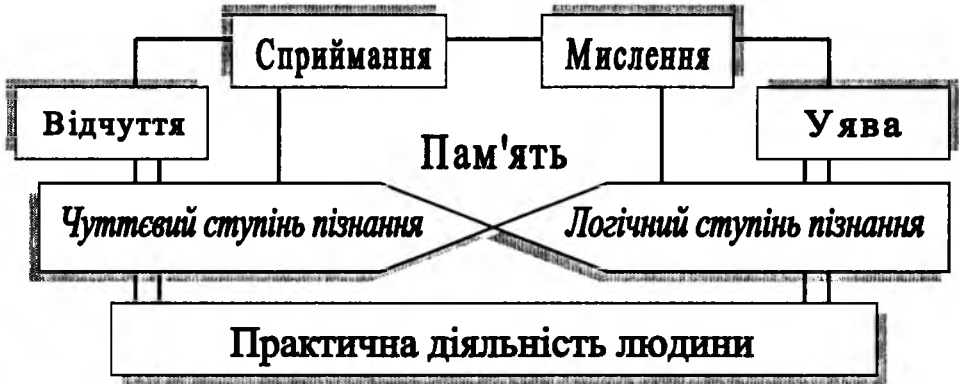 Сприймання
Мислення
Відчуття
Уява
Пам'ять
Чуттєвий ступінь пізнання
Логічний ступінь пізнання
Практична діяльність людини